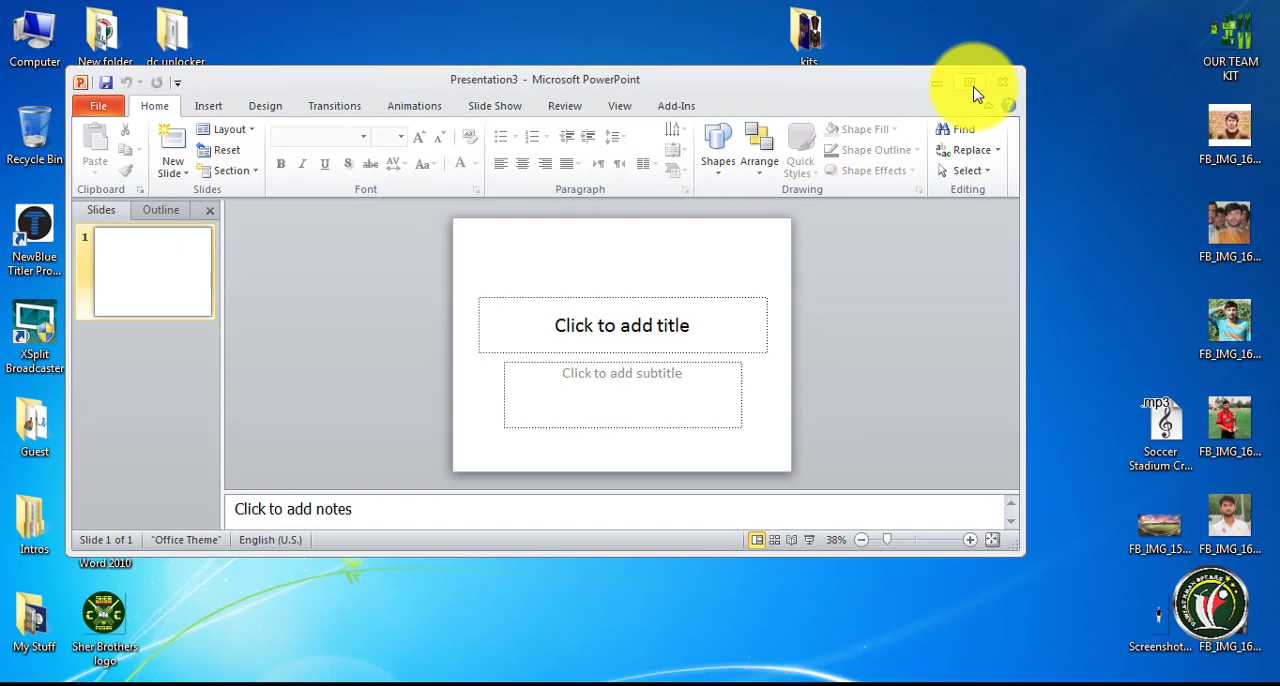 Computer
New folder
dc unlocker
kits
OUR TEAM
KIT
Recycle Bin
NewBlue
Titler Pro...
XSplit
Broadcaster
Guest
Intros
My Stuff
Word 2010
Sher Brothers
logo
Presentation3 - Microsoft PowerPoint
File
Home
Insert
Design
Transitions
Animations
Slide Show
Review
View
Add-Ins
Paste
Clipboard
New
Slide
Layout
Reset
Section
Slides
B I U S abc AV Aa A
Font
Paragraph
Shapes
Arrange
Quick
Styles
Shape Fill
Shape Outline
Shape Effects
Drawing
Find
Replace
Select
Editing
Slides
Outline
1
Click to add title
Click to add subtitle
Click to add notes
Slide 1 of 1
"Office Theme"
English (U.S.)
38%
FB_IMG_16...
FB_IMG_16...
FB_IMG_16...
.mp3
Soccer
Stadium Cr...
FB_IMG_16...
FB_IMG_15...
FB_IMG_16...
Screenshot...
FB_IMG_16...